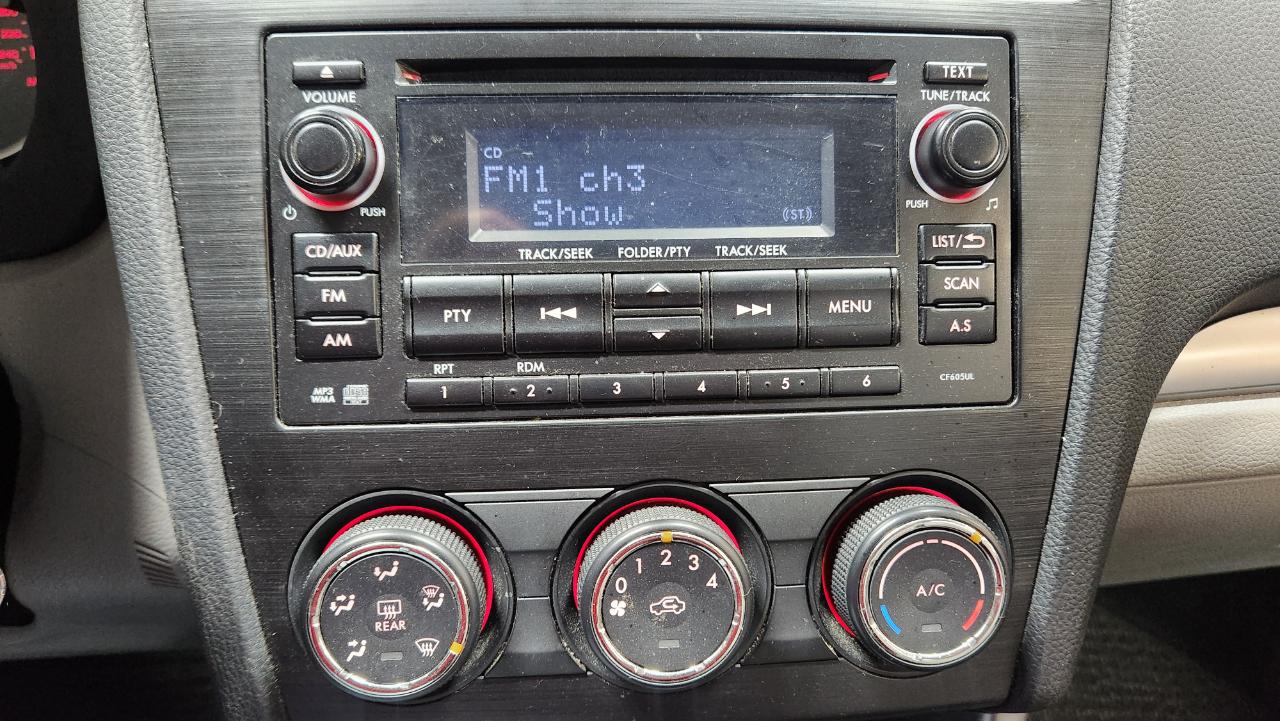 TEXT
VOLUME
TUNE/TRACK
CD
FM1 ch3
Show
(ST)
PUSH
PUSH
CD/AUX
FM
AM
TRACK/SEEK
FOLDER/PTY
TRACK/SEEK
LIST/
SCAN
A.S
PTY
MENU
RPT
RDM
1
2
3
4
5
6
MP3
WMA
CF605UL
REAR
0
1
2
3
4
A/C